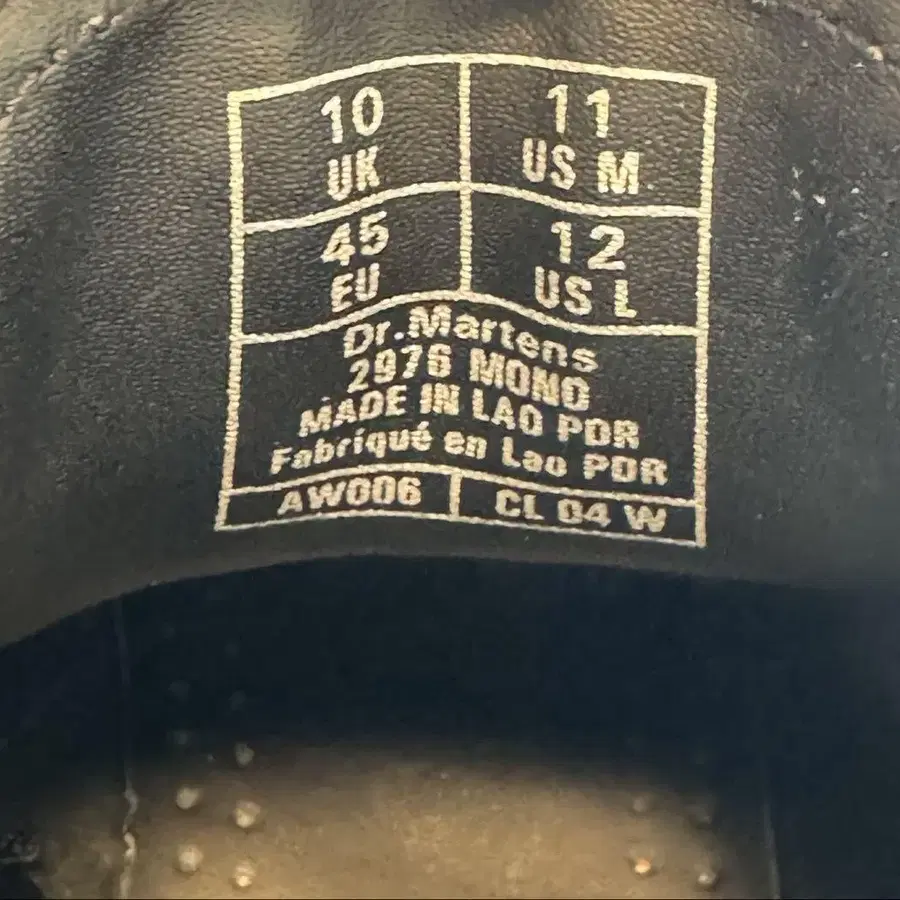 10
UK
11
US M
45
EU
12
US L
Dr.Martens
2976 MONO
MADE IN LAO PDR
Fabriqué en Lao PDR
AW006
CL 04 W